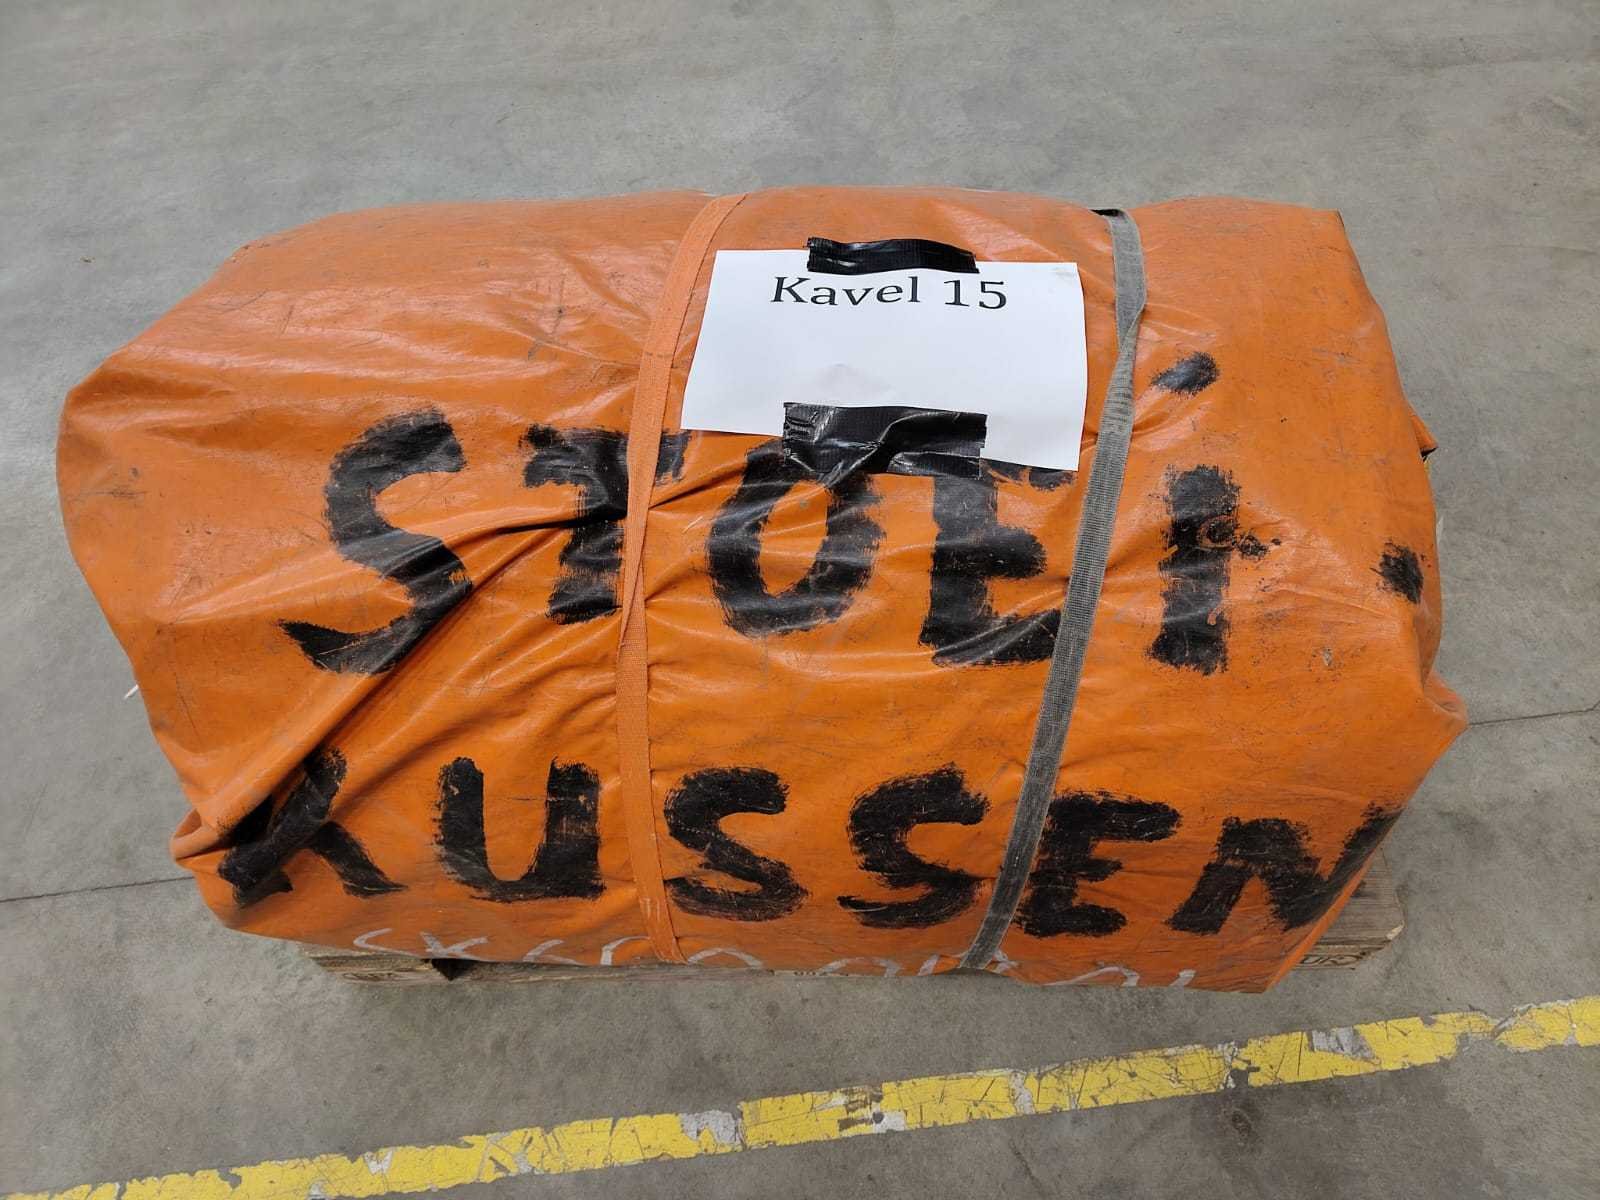 Kavel 15
STOEi
KUSSEN